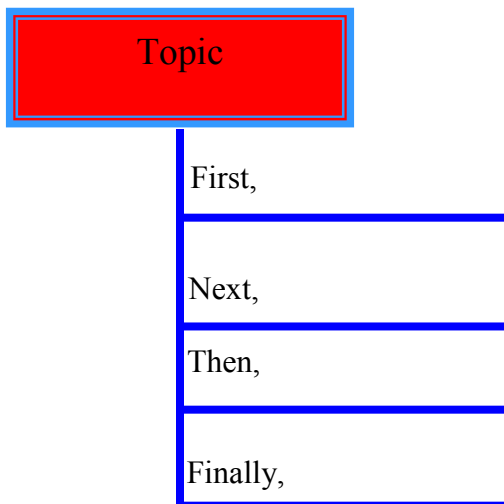 Topic
First,
Next,
Then,
Finally,